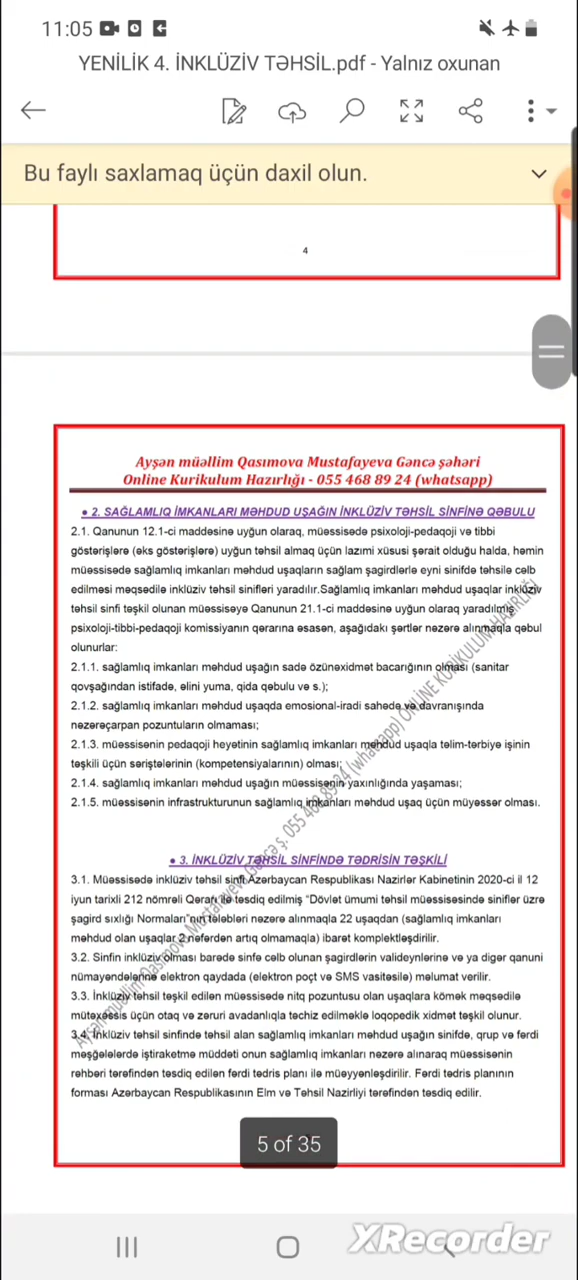 11:05
YENİLİK 4. İNKLÜZİV TƏHSİL.pdf - Yalnız oxunan
Bu faylı saxlamaq üçün daxil olun.
4
Ayşən müəllim Qasımova Mustafayeva Gəncə şəhəri
Online Kurikulum Hazırlığı - 055 468 89 24 (whatsapp)
• 2. SAĞLAMLIQ İMKANLARI MƏHDUD UŞAĞIN İNKLÜZİV TƏHSİL SİNFİNƏ QƏBULU
2.1. Qanunun 12.1-ci maddəsinə uyğun olaraq, müəssisədə psixoloji-pedaqoji və tibbi
göstərişlərə (əks göstərişlərə) uyğun təhsil almaq üçün lazımi xüsusi şərait olduğu halda, həmin
müəssisədə sağlamlıq imkanları məhdud uşaqların sağlam şagirdlərlə eyni sinifdə təhsilə cəlb
edilməsi məqsədilə inklüziv təhsil sinifləri yaradılır.Sağlamlıq imkanları məhdud uşaqlar inklüziv
təhsil sinfi təşkil olunan müəssisəyə Qanunun 21.1-ci maddəsinə uyğun olaraq yaradılmış
psixoloji-tibbi-pedaqoji komissiyanın qərarına əsasən, aşağıdakı şərtlər nəzərə alınmaqla qəbul
olunurlar:
2.1.1. sağlamlıq imkanları məhdud uşağın sadə özünəxidmət bacarığının olması (sanitar
qovşağından istifadə, əlini yuma, qida qəbulu və s.);
2.1.2. sağlamlıq imkanları məhdud uşaqda emosional-iradi sahədə və davranışında
nəzərəçarpan pozuntuların olmaması;
2.1.3. müəssisənin pedaqoji heyətinin sağlamlıq imkanları məhdud uşaqla təlim-tərbiyə işinin
təşkili üçün səriştələrinin (kompetensiyalarının) olması;
2.1.4. sağlamlıq imkanları məhdud uşağın müəssisənin yaxınlığında yaşaması;
2.1.5. müəssisənin infrastrukturunun sağlamlıq imkanları məhdud uşaq üçün müyəssər olması.
• 3. İNKLÜZİV TƏHSİL SİNFİNDƏ TƏDRİSİN TƏŞKİLİ
3.1. Müəssisədə inklüziv təhsil sinfi Azərbaycan Respublikası Nazirlər Kabinetinin 2020-ci il 12
iyun tarixli 212 nömrəli Qərarı ilə təsdiq edilmiş "Dövlət ümumi təhsil müəssisəsində siniflər üzrə
şagird sıxlığı Normaları"nın tələbləri nəzərə alınmaqla 22 uşaqdan (sağlamlıq imkanları
məhdud olan uşaqlar 2 nəfərdən artıq olmamaqla) ibarət komplektləşdirilir.
3.2. Sinfin inklüziv olması barədə sinfə cəlb olunan şagirdlərin valideynlərinə və ya digər qanuni
nümayəndələrinə elektron qaydada (elektron poçt və SMS vasitəsilə) məlumat verilir.
3.3. İnklüziv təhsil təşkil edilən müəssisədə nitq pozuntusu olan uşaqlara kömək məqsədilə
mütəxəssis üçün otaq və zəruri avadanlıqla təchiz edilməklə loqopedik xidmət təşkil olunur.
3.4. İnklüziv təhsil sinfində təhsil alan sağlamlıq imkanları məhdud uşağın sinifdə, qrup və fərdi
məşğələlərdə iştiraketmə müddəti onun sağlamlıq imkanları nəzərə alınaraq müəssisənin
rəhbəri tərəfindən təsdiq edilən fərdi tədris planı ilə müəyyənləşdirilir. Fərdi tədris planının
forması Azərbaycan Respublikasının Elm və Təhsil Nazirliyi tərəfindən təsdiq edilir.
Ayşən müəllim Qasımova Mustafayeva Gəncə ş. 055 468 89 24 (whatsapp) ONLİNE KURİKULUM HAZIRLIĞI
5 of 35
XRecorder